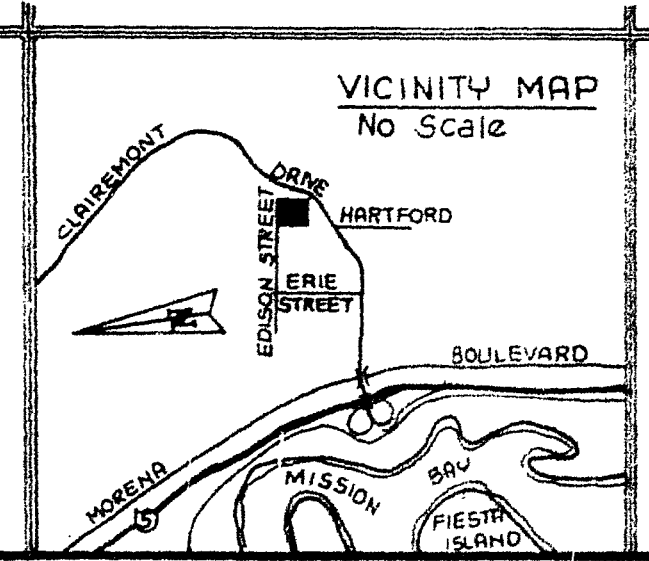 VICINITY MAP
No Scale
CLAIREMONT
DRIVE
HARTFORD
EDISON STREET
ERIE
STREET
N
BOULEVARD
MORENA
5
MISSION
BAY
FIESTA
ISLAND